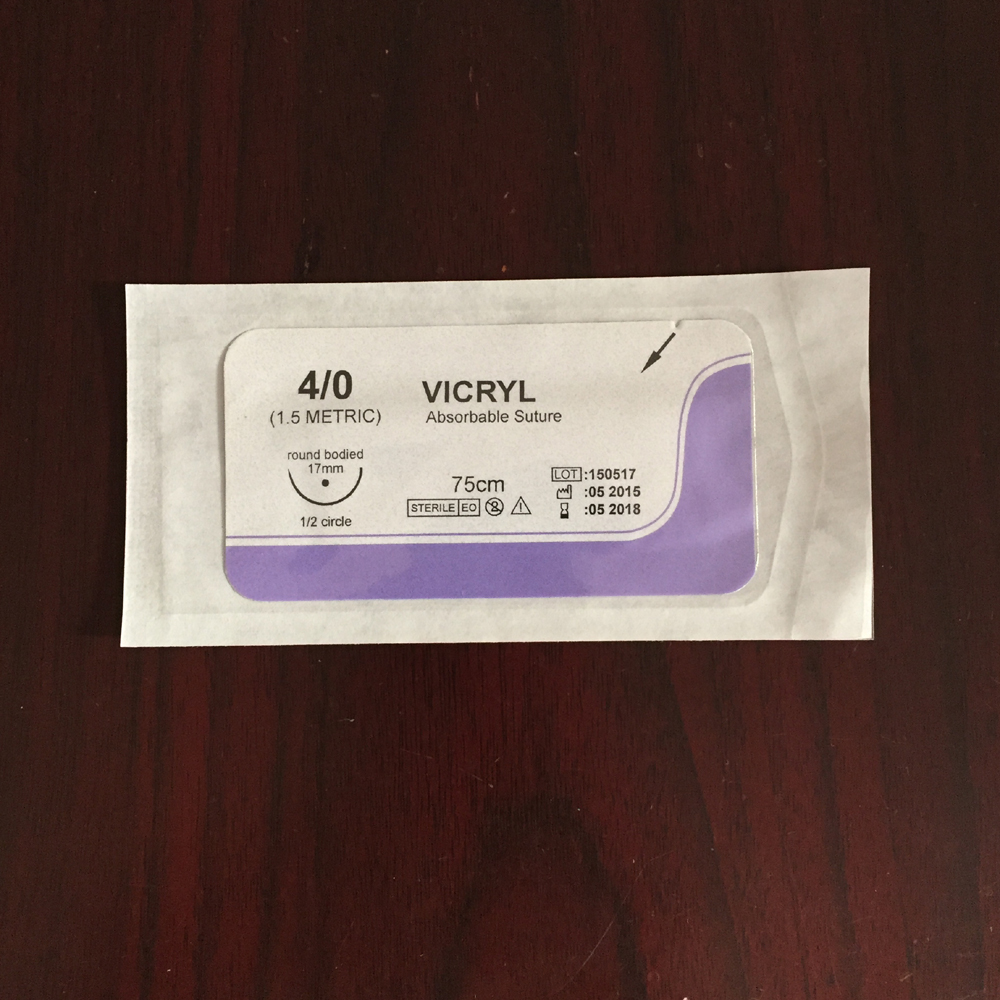 4/0
(1.5 METRIC)
VICRYL
Absorbable Suture
round bodied
17mm
1/2 circle
75cm
STERILE EO
2
LOT :150517
:05 2015
:05 2018